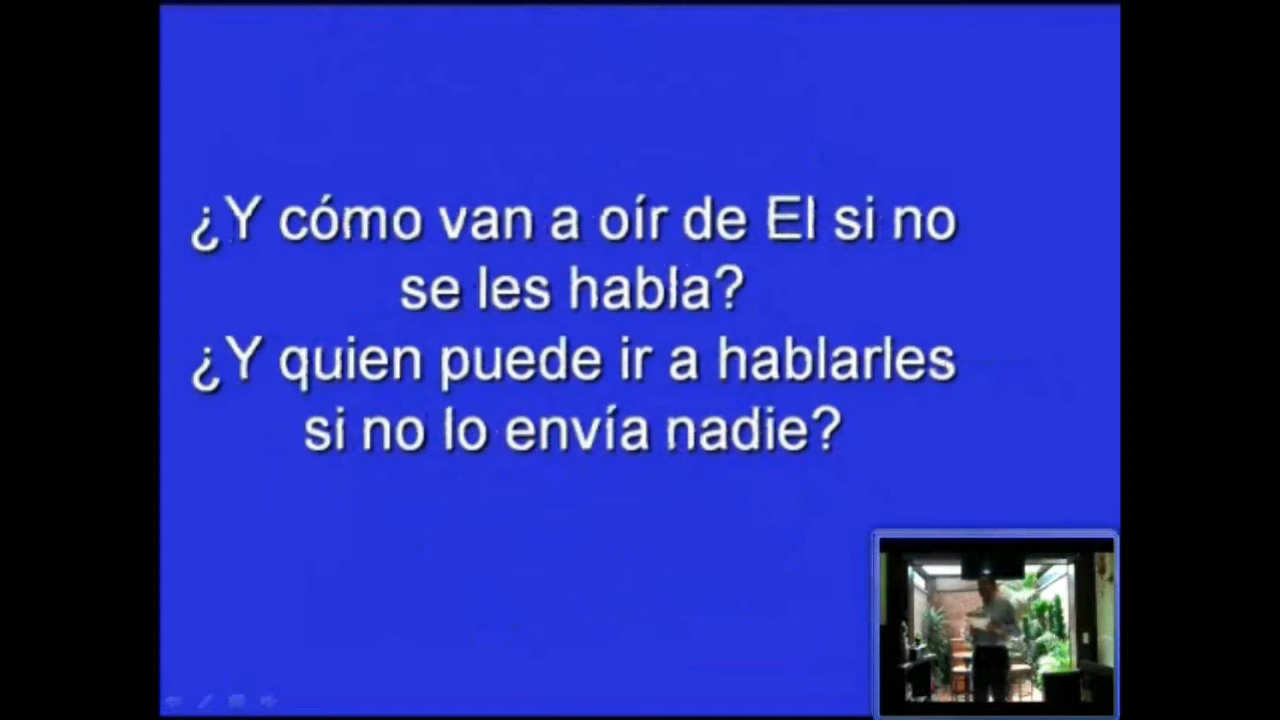 ¿Y cómo van a oír de El si no
se les habla?
¿Y quien puede ir a hablarles
si no lo envía nadie?